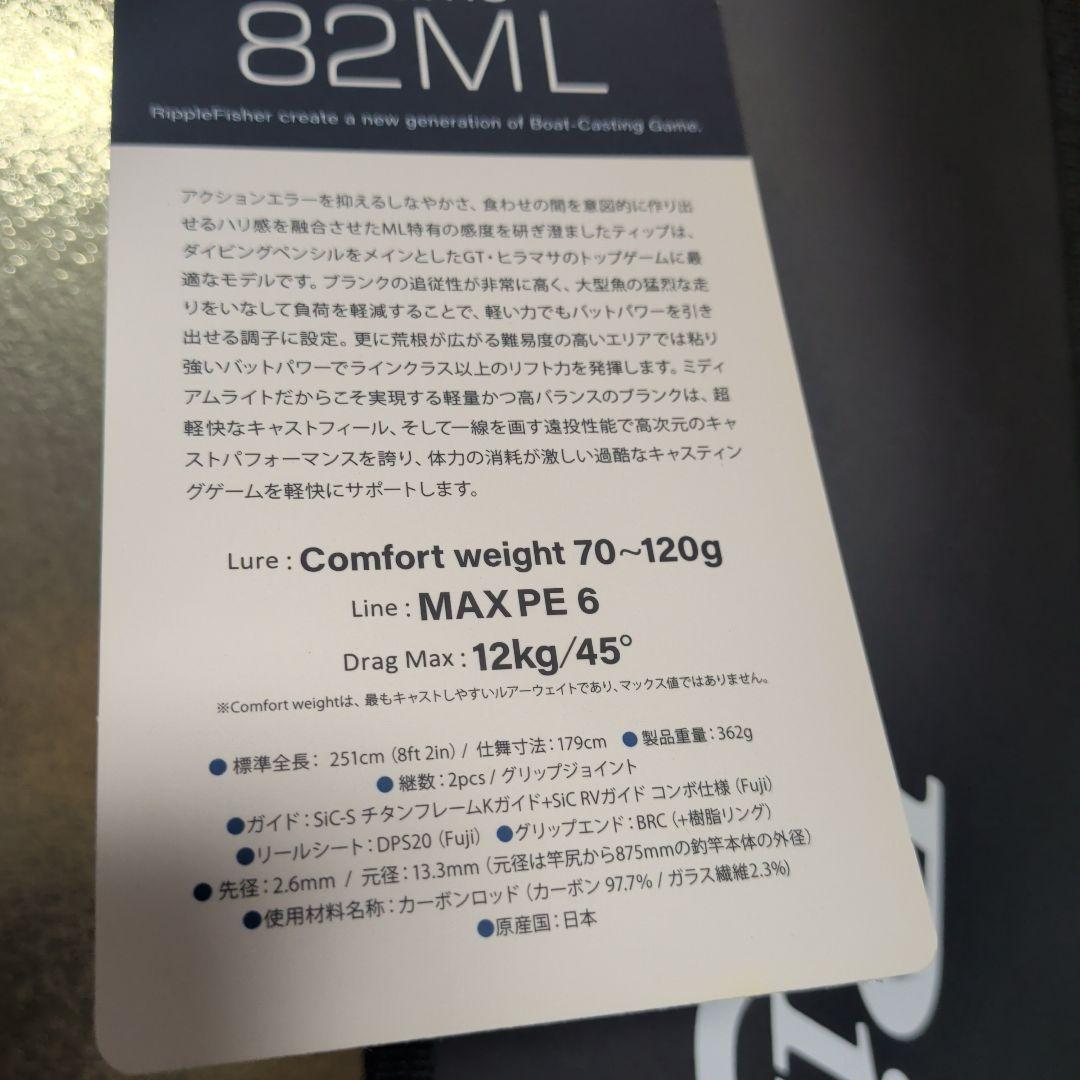 82ML
RippleFisher create a new generation of Boat-Casting Game.
アクションエラーを抑えるしなやかさ、食わせの間を意図的に作り出
せるハリ感を融合させたML特有の感度を研ぎ澄ましたティップは、
ダイビングペンシルをメインとしたGT・ヒラマサのトップゲームに最
適なモデルです。ブランクの追従性が非常に高く、大型魚の猛烈な走
りをいなして負荷を軽減することで、軽い力でもバットパワーを引き
出せる調子に設定。更に荒根が広がる難易度の高いエリアでは粘り
強いバットパワーでラインクラス以上のリフト力を発揮します。ミディ
アムライトだからこそ実現する軽量かつ高バランスのブランクは、超
軽快なキャストフィール、そして一線を画す遠投性能で高次元のキャ
ストパフォーマンスを誇り、体力の消耗が激しい過酷なキャスティン
グゲームを軽快にサポートします。
Lure : Comfort weight 70~120g
Line : MAX PE 6
Drag Max : 12kg/45°
※Comfort weightは、最もキャストしやすいルアーウェイトであり、マックス値ではありません。
● 標準全長： 251cm (8ft 2in) / 仕舞寸法：179cm ● 製品重量：362g
● 継数：2pcs / グリップジョイント
●ガイド：SiC-S チタンフレームKガイド+SiC RVガイド コンボ仕様 (Fuji)
●リールシート：DPS20 (Fuji) ●グリップエンド：BRC (+樹脂リング)
● 先径：2.6mm / 元径：13.3mm (元径は竿尻から875mmの釣竿本体の外径)
●使用材料名称：カーボンロッド (カーボン 97.7% / ガラス繊維2.3%)
●原産国：日本